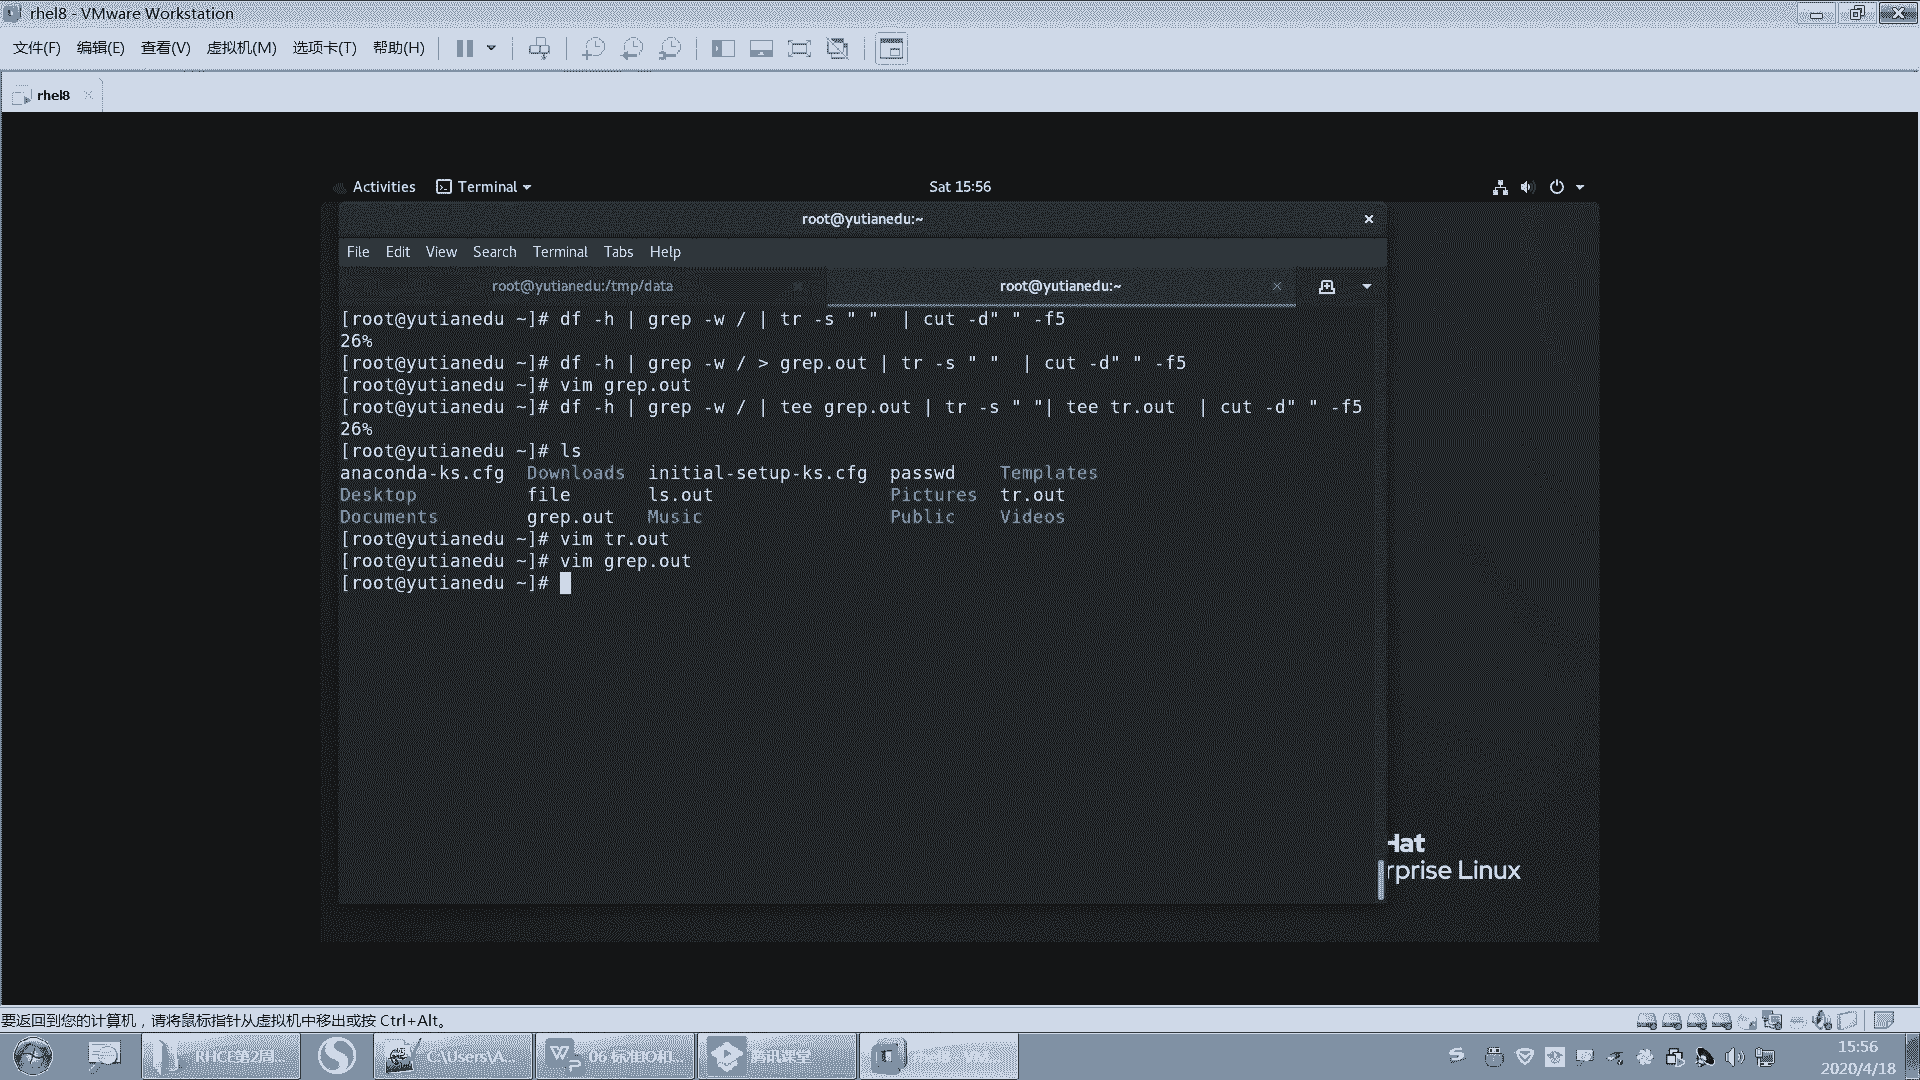 rhel8 - VMware Workstation
文件(F) 编辑(E) 查看(V) 虚拟机(M) 选项卡(T) 帮助(H)
rhel8
Activities Terminal Sat 15:56
root@yutianedu:~
File Edit View Search Terminal Tabs Help
root@yutianedu:/tmp/data root@yutianedu:~
[root@yutianedu ~]# df -h | grep -w / | tr -s " "  | cut -d" " -f5
26%
[root@yutianedu ~]# df -h | grep -w / > grep.out | tr -s " "  | cut -d" " -f5
[root@yutianedu ~]# vim grep.out
[root@yutianedu ~]# df -h | grep -w / | tee grep.out | tr -s " "| tee tr.out  | cut -d" " -f5
26%
[root@yutianedu ~]# ls
anaconda-ks.cfg Downloads initial-setup-ks.cfg passwd Templates
Desktop file ls.out Pictures tr.out
Documents grep.out Music Public Videos
[root@yutianedu ~]# vim tr.out
[root@yutianedu ~]# vim grep.out
[root@yutianedu ~]#
Hat
rprise Linux
要返回到您的计算机，请将鼠标指针从虚拟机中移出或按 Ctrl+Alt。
RHCE第2周... C:\Users\A... 06 标准IO和... 腾讯课堂
15:56
2020/4/18